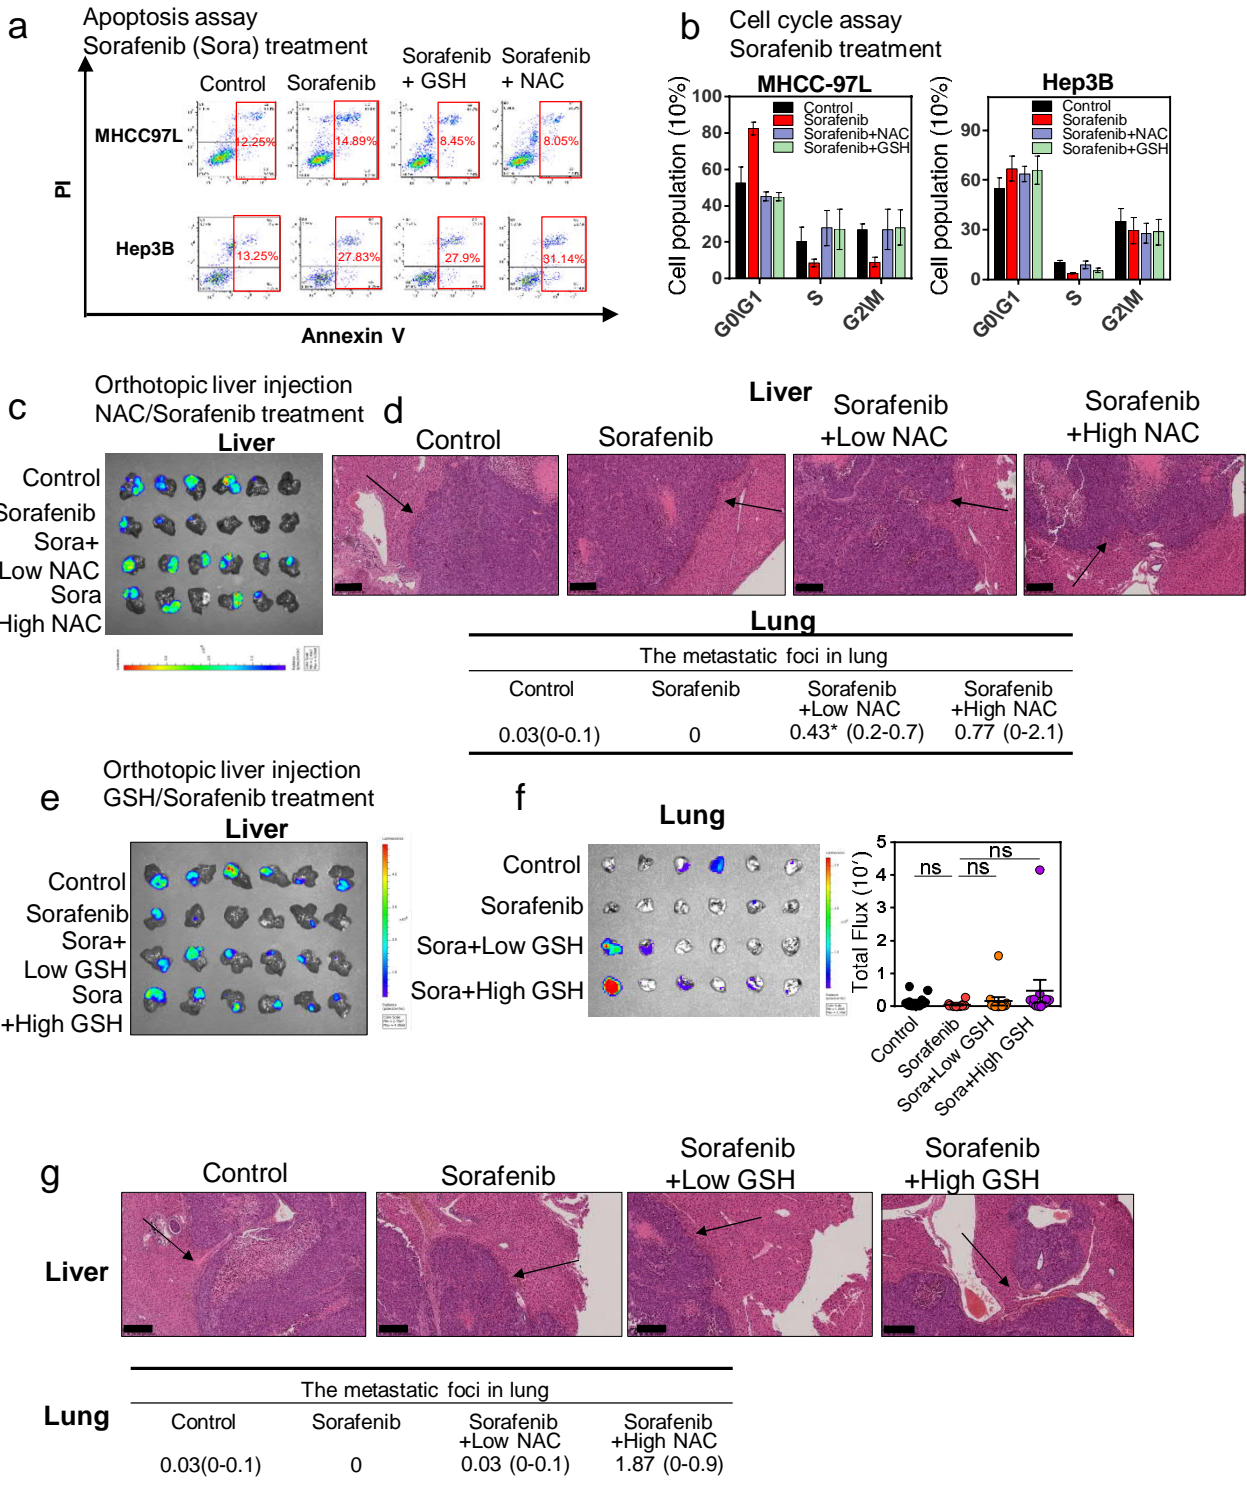 a
Apoptosis assay
Sorafenib (Sora) treatment
Control
Sorafenib
Sorafenib
+ GSH
Sorafenib
+ NAC
MHCC97L
12.25%
14.89%
8.45%
8.05%
PI
Hep3B
13.25%
27.83%
27.9%
31.14%
Annexin V
b
Cell cycle assay
Sorafenib treatment
MHCC-97L
Cell population (10%)
100
80
60
40
20
0
Control
Sorafenib
Sorafenib+NAC
Sorafenib+GSH
G0\G1
S
G2\M
Hep3B
Cell population (10%)
90
60
30
0
Control
Sorafenib
Sorafenib+NAC
Sorafenib+GSH
G0\G1
S
G2\M
c
Orthotopic liver injection
NAC/Sorafenib treatment
Liver
Control
Sorafenib
Sora+
Low NAC
Sora
High NAC
d
Liver
Control
Sorafenib
Sorafenib
+Low NAC
Sorafenib
+High NAC
Lung
The metastatic foci in lung
Control
Sorafenib
Sorafenib
+Low NAC
Sorafenib
+High NAC
0.03(0-0.1)
0
0.43* (0.2-0.7)
0.77 (0-2.1)
e
Orthotopic liver injection
GSH/Sorafenib treatment
Liver
Control
Sorafenib
Sora+
Low GSH
Sora
+High GSH
f
Lung
Control
Sorafenib
Sora+Low GSH
Sora+High GSH
Total Flux (10
5
4
3
2
1
0
ns
ns
ns
Control
Sorafenib
Sora+Low GSH
Sora+High GSH
g
Control
Sorafenib
Sorafenib
+Low GSH
Sorafenib
+High GSH
Liver
Lung
The metastatic foci in lung
Control
Sorafenib
Sorafenib
+Low NAC
Sorafenib
+High NAC
0.03(0-0.1)
0
0.03 (0-0.1)
1.87 (0-0.9)